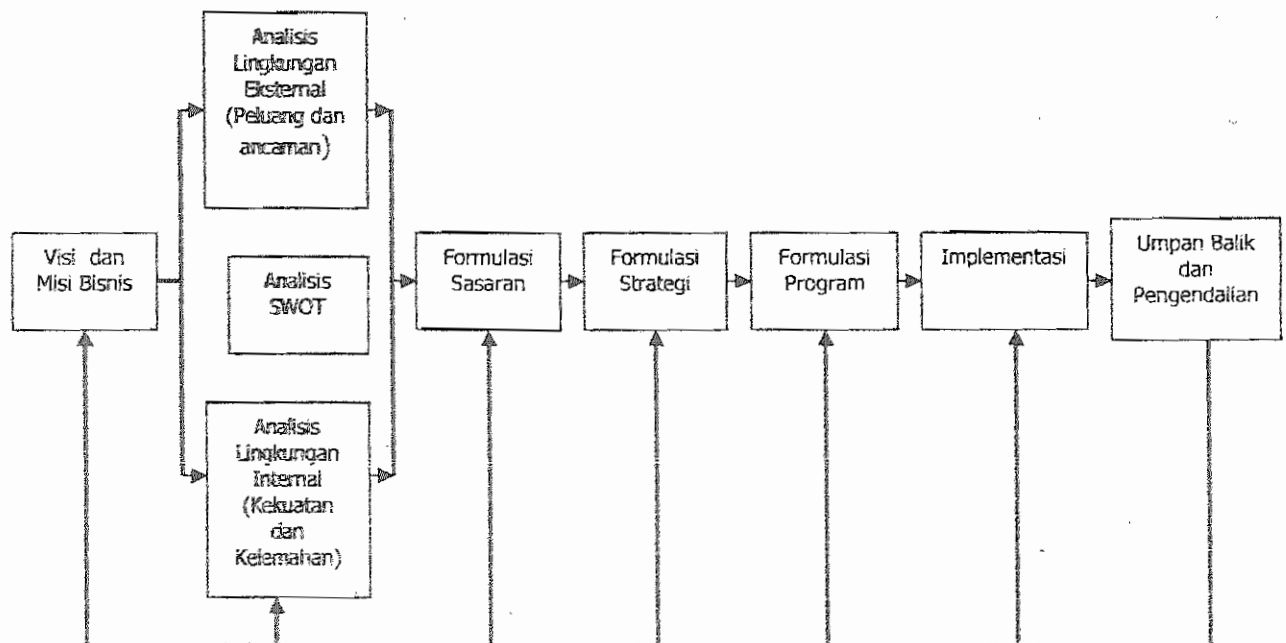 Analisis
Lingkungan
Eksternal
(Peluang dan
ancaman)
Visi dan
Misi Bisnis
Analisis
SWOT
Formulasi
Sasaran
Formulasi
Strategi
Formulasi
Program
Implementasi
Umpan Balik
dan
Pengendalian
Analisis
Lingkungan
Internal
(Kekuatan
dan
Kelemahan)